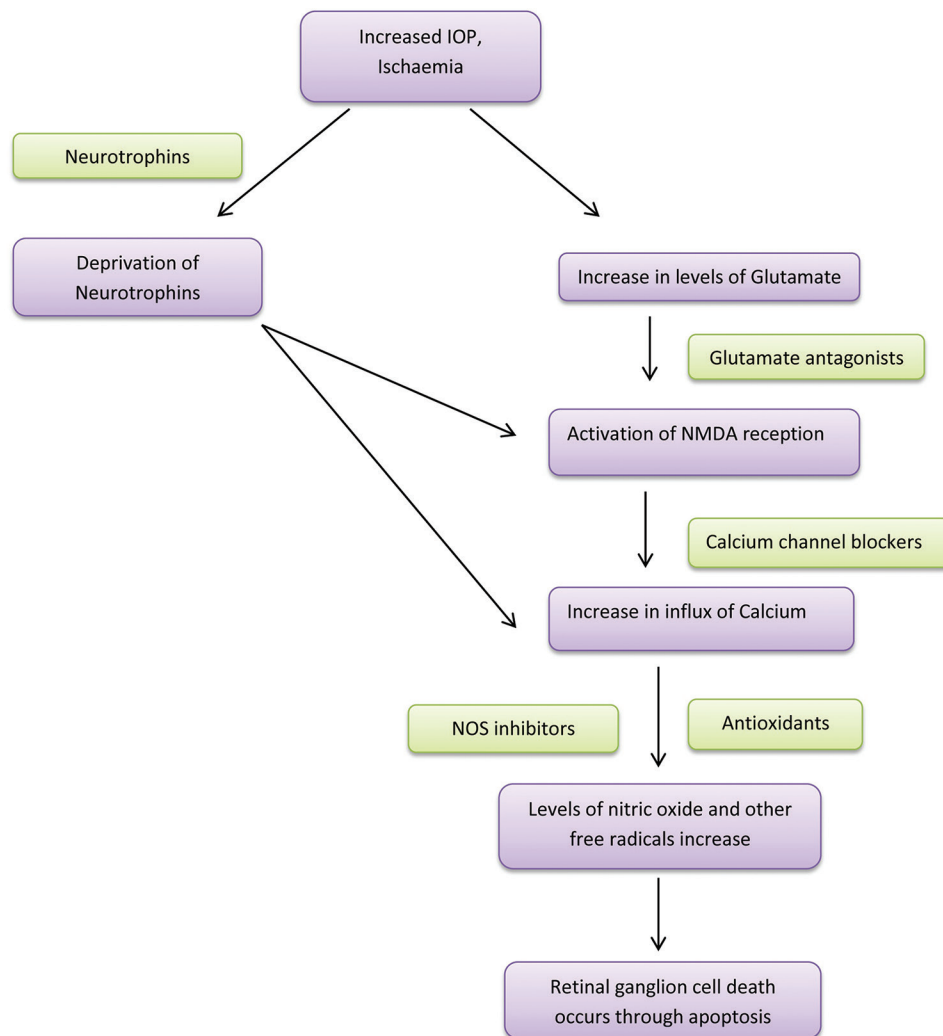 Increased IOP,
Ischaemia
Neurotrophins
Deprivation of
Neurotrophins
Increase in levels of Glutamate
Glutamate antagonists
Activation of NMDA reception
Calcium channel blockers
Increase in influx of Calcium
NOS inhibitors
Antioxidants
Levels of nitric oxide and other
free radicals increase
Retinal ganglion cell death
occurs through apoptosis